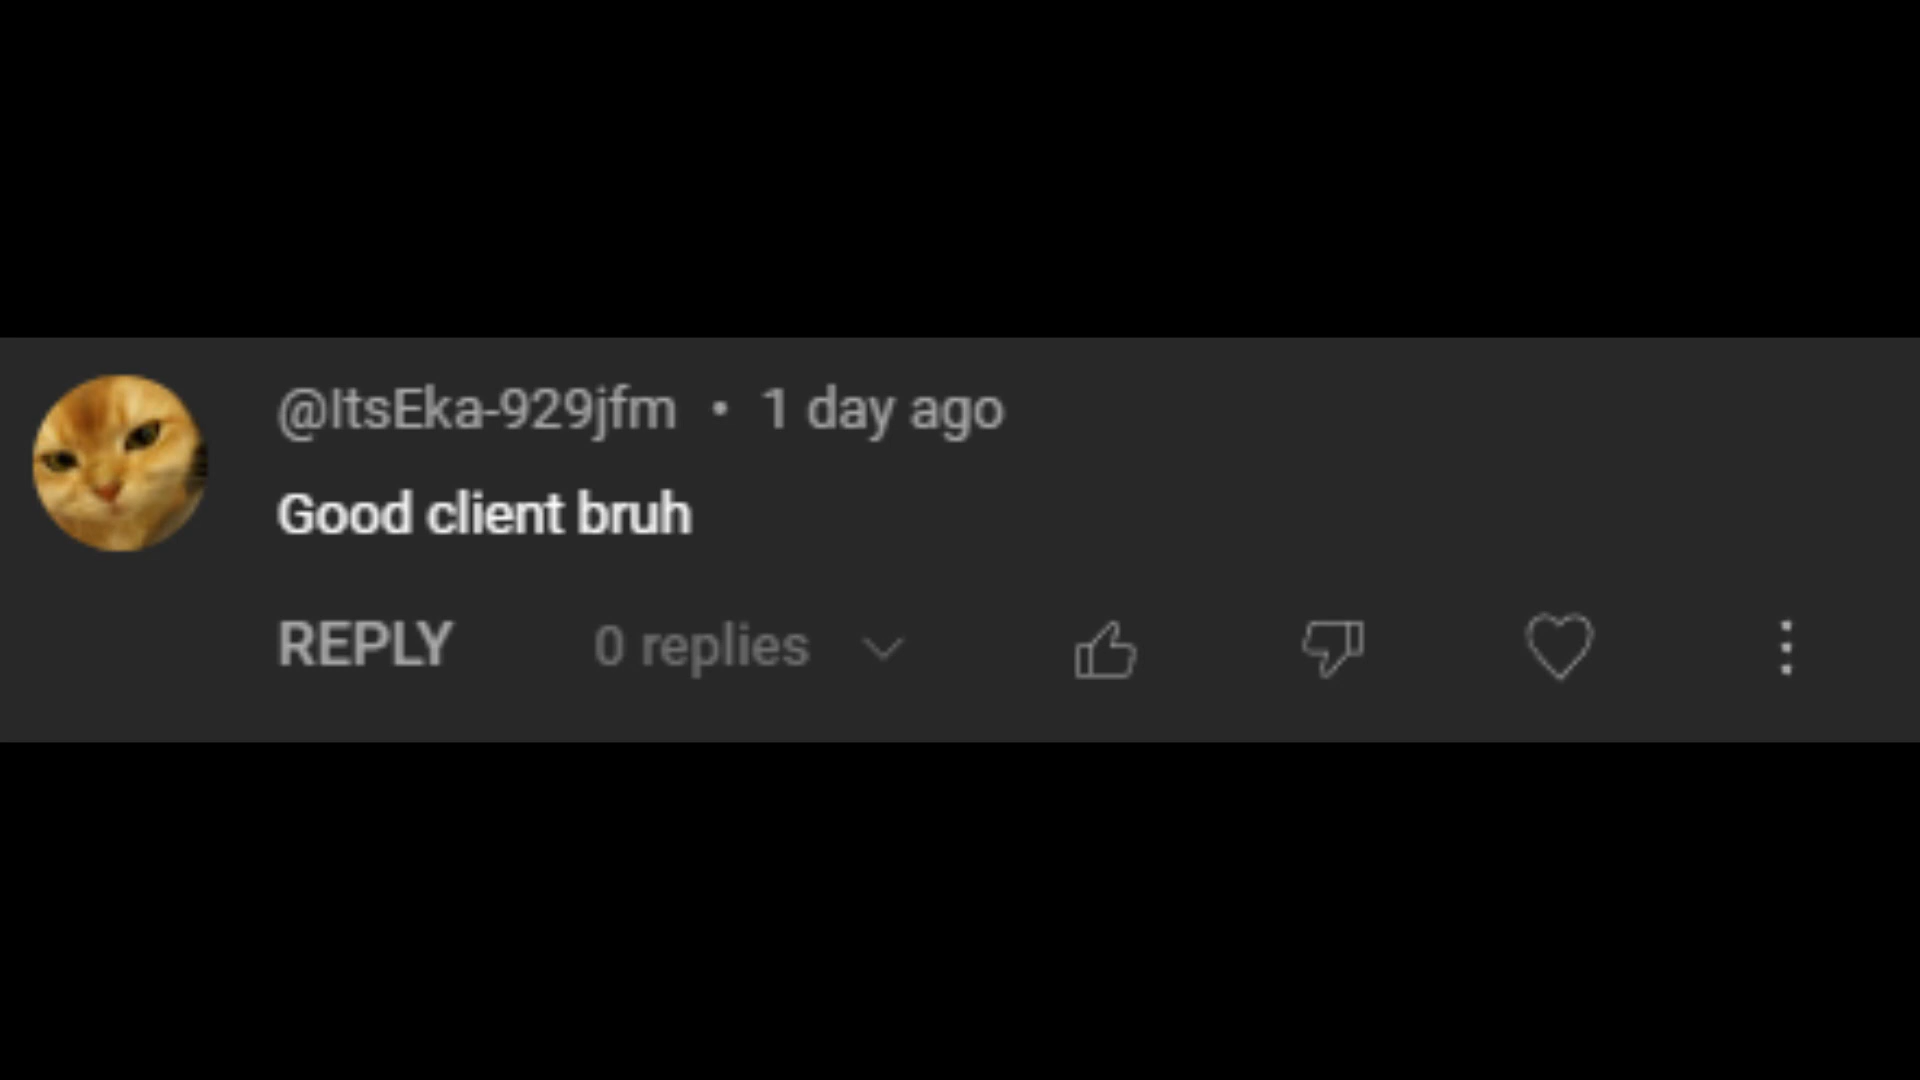 @ItsEka-929jfm • 1 day ago
Good client bruh
REPLY 0 replies